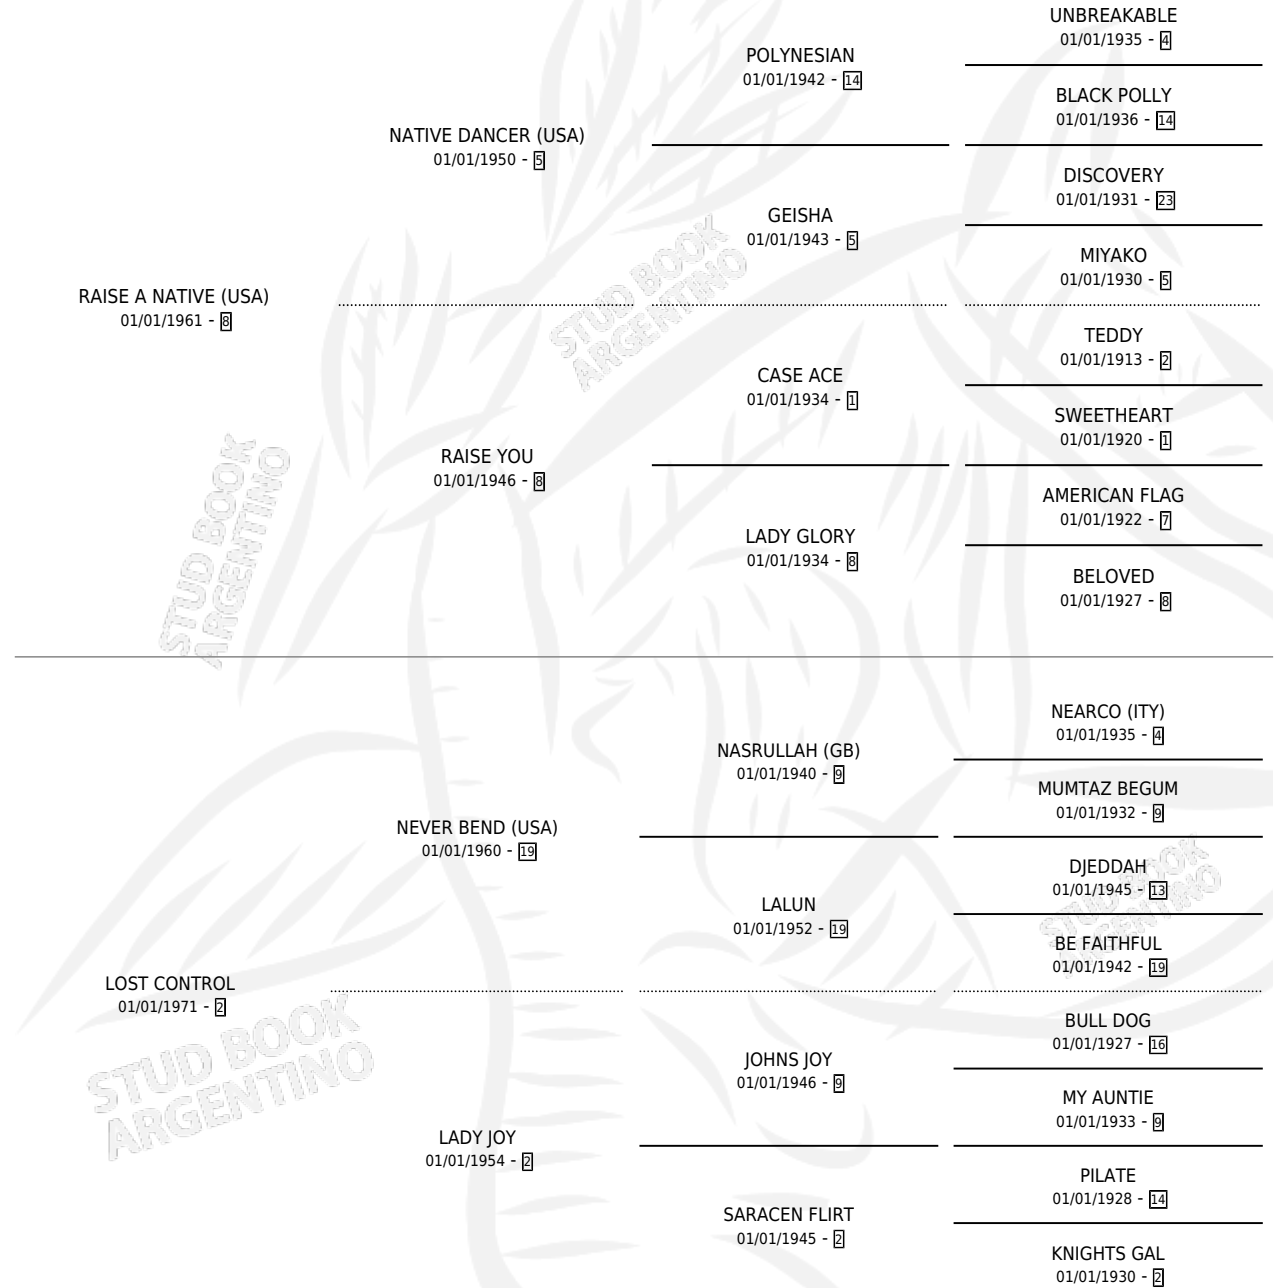 UNBREAKABLE
01/01/1935 - 4
POLYNESIAN
01/01/1942 - 14
BLACK POLLY
01/01/1936 - 14
NATIVE DANCER (USA)
01/01/1950 - 5
DISCOVERY
01/01/1931 - 23
GEISHA
01/01/1943 - 5
MIYAKO
01/01/1930 - 5
RAISE A NATIVE (USA)
01/01/1961 - 8
TEDDY
01/01/1913 - 2
CASE ACE
01/01/1934 - 1
SWEETHEART
01/01/1920 - 1
RAISE YOU
01/01/1946 - 8
AMERICAN FLAG
01/01/1922 - 7
LADY GLORY
01/01/1934 - 8
BELOVED
01/01/1927 - 8
NEARCO (ITY)
01/01/1935 - 4
NASRULLAH (GB)
01/01/1940 - 9
MUMTAZ BEGUM
01/01/1932 - 9
NEVER BEND (USA)
01/01/1960 - 19
DJEDDAH
01/01/1945 - 13
LALUN
01/01/1952 - 19
BE FAITHFUL
01/01/1942 - 19
LOST CONTROL
01/01/1971 - 2
BULL DOG
01/01/1927 - 16
JOHNS JOY
01/01/1946 - 9
MY AUNTIE
01/01/1933 - 9
LADY JOY
01/01/1954 - 2
PILATE
01/01/1928 - 14
SARACEN FLIRT
01/01/1945 - 2
KNIGHTS GAL
01/01/1930 - 2
STUD BOOK
ARGENTINO
STUD BOOK
ARGENTINO
STUD BOOK
ARGENTINO
STUD BOOK
ARGENTINO